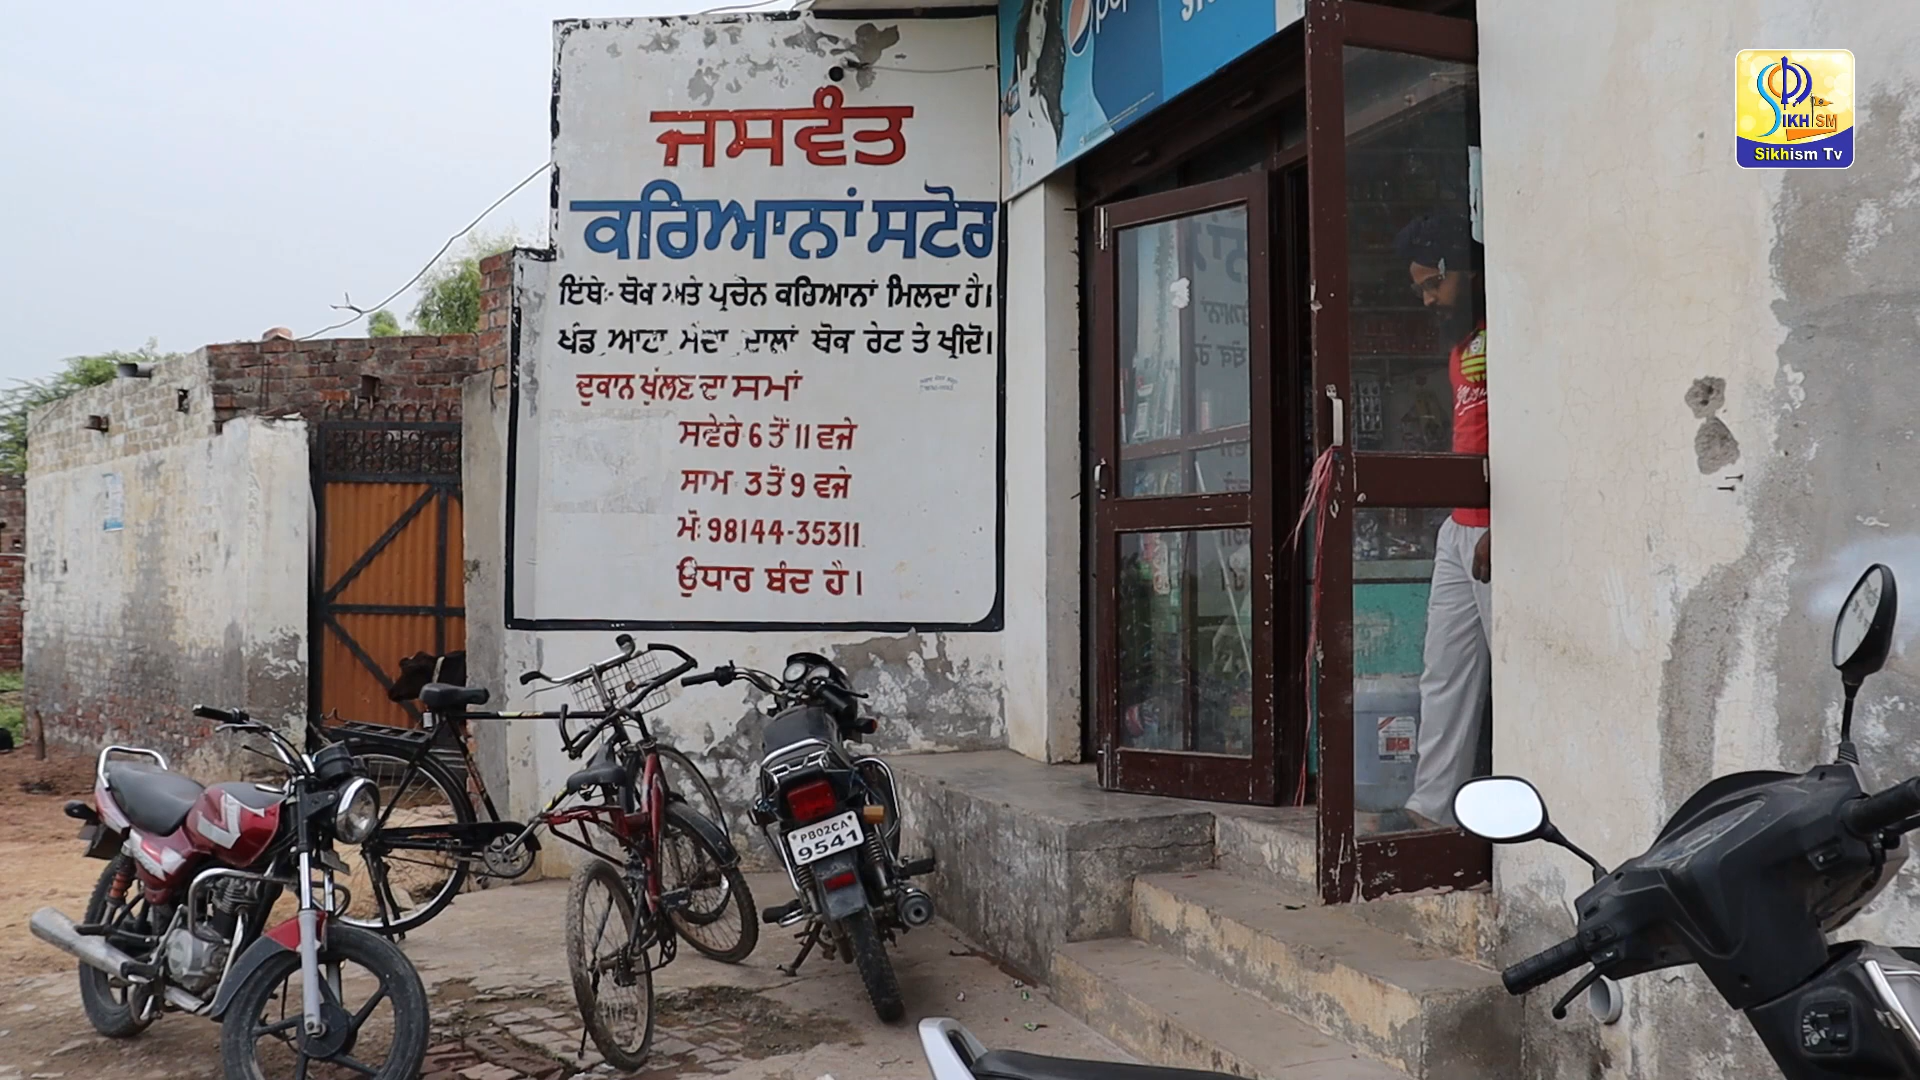 ਜਸਵੰਤ
ਕਰਿਆਨਾਂ ਸਟੋਰ
ਇੱਥੇ:- ਥੋਕ ਅਤੇ ਪ੍ਰਚੋਨ ਕਰਿਆਨਾਂ ਮਿਲਦਾ ਹੈ।
ਖੰਡ ਆਟਾ ਮੈਦਾ ਦਾਲਾਂ ਥੋਕ ਰੇਟ ਤੇ ਖ੍ਰੀਦੋ।
ਦੁਕਾਨ ਖੁੱਲਣ ਦਾ ਸਮਾਂ
ਸਵੇਰੇ 6 ਤੋਂ 11 ਵਜੇ
ਸਾਮ 3 ਤੋਂ 9 ਵਜੇ
ਮੋ: 98144-35311
ਉਧਾਰ ਬੰਦ ਹੈ।
PB02CA
9541
SIKHISM
Sikhism Tv